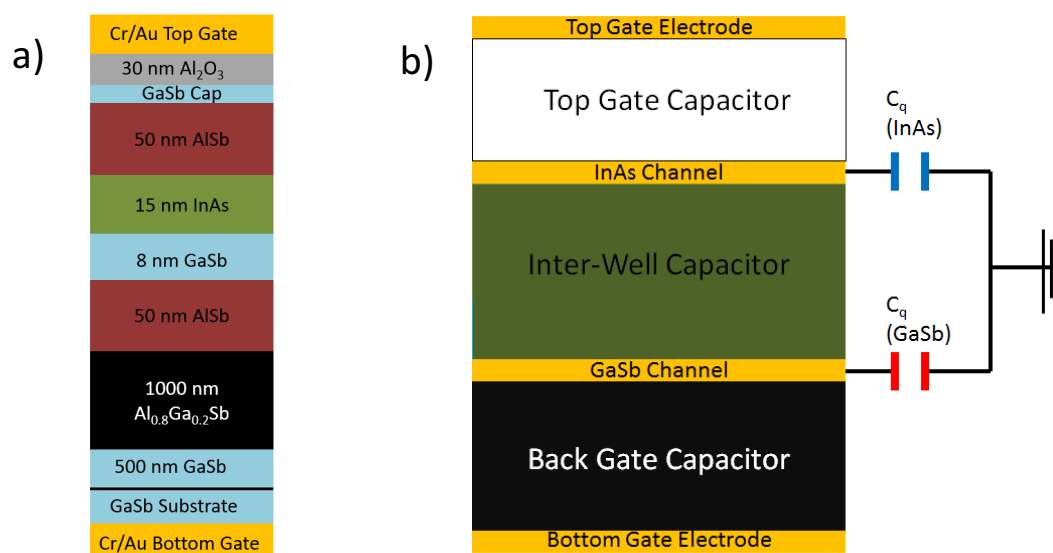 a)
Cr/Au Top Gate
30 nm Al₂O₃
GaSb Cap
50 nm AlSb
15 nm InAs
8 nm GaSb
50 nm AlSb
1000 nm
Al₀.₈Ga₀.₂Sb
500 nm GaSb
GaSb Substrate
Cr/Au Bottom Gate
b)
Top Gate Electrode
Top Gate Capacitor
InAs Channel
Inter-Well Capacitor
GaSb Channel
Back Gate Capacitor
Bottom Gate Electrode
Cq
(InAs)
Cq
(GaSb)